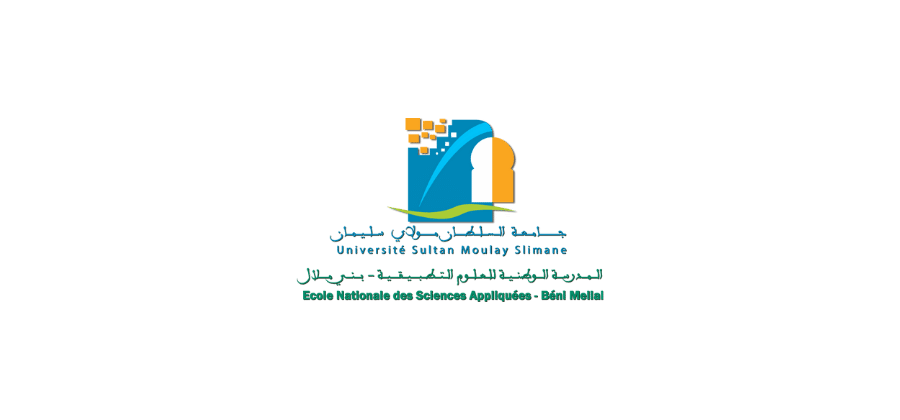 جامعة السلطان مولاي سليمان
Université Sultan Moulay Slimane
المدرسة الوطنية للعلوم التطبيقية - بني ملال
Ecole Nationale des Sciences Appliquées - Béni Mellal